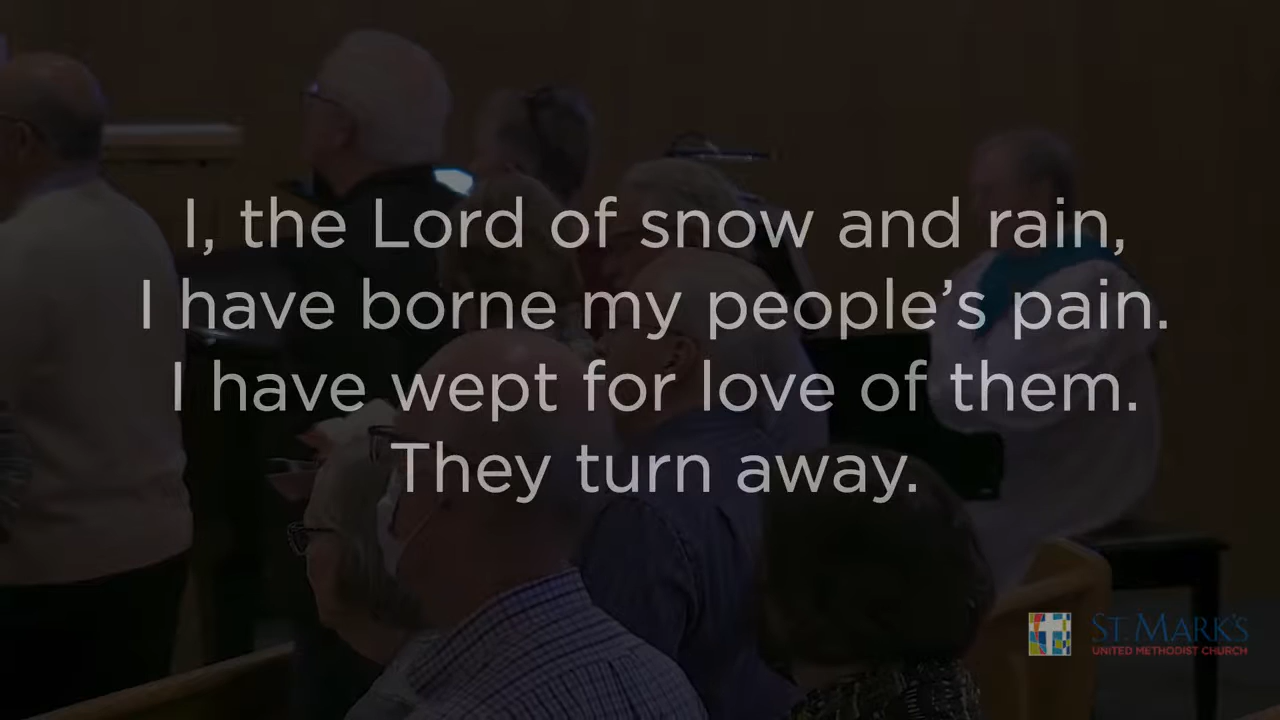 I, the Lord of snow and rain,
I have borne my people’s pain.
I have wept for love of them.
They turn away.
ST. MARK'S
UNITED METHODIST CHURCH